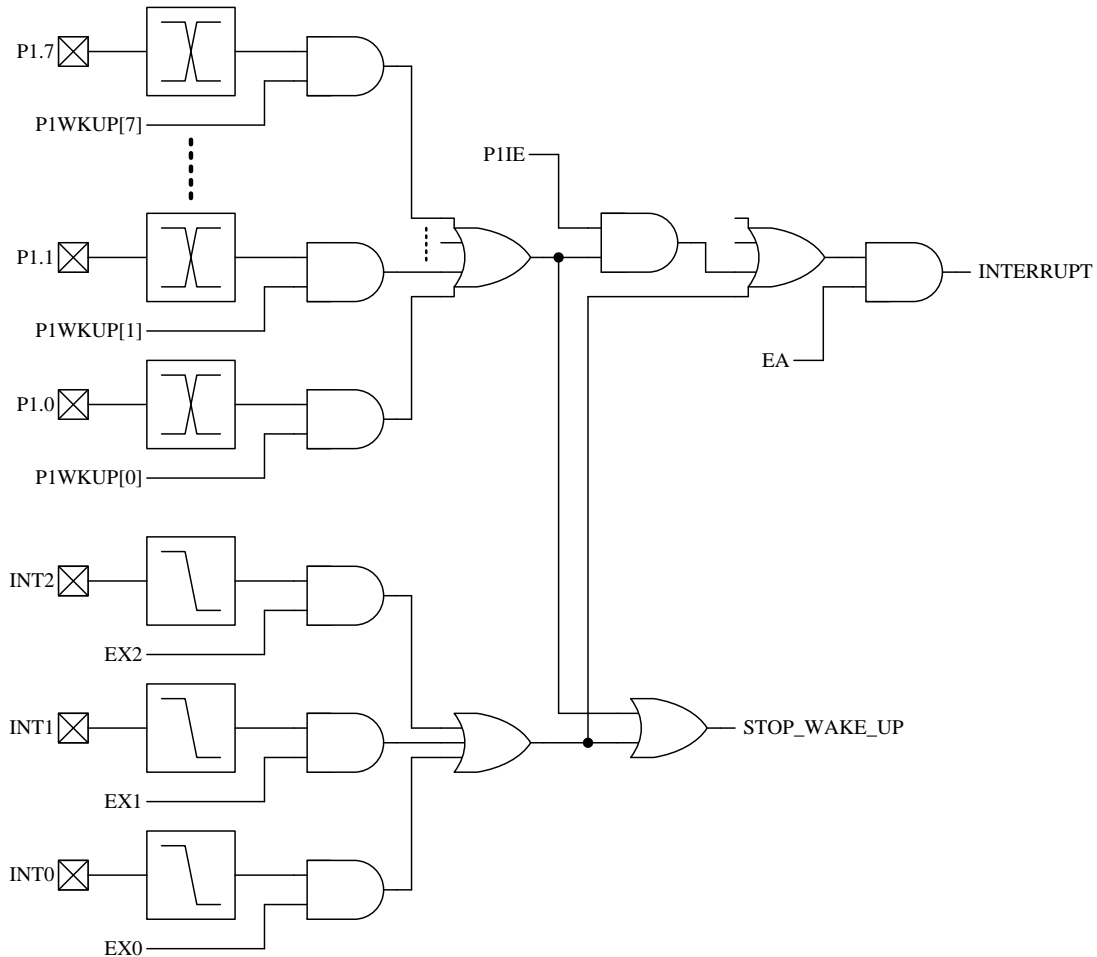 P1.7
P1WKUP[7]
P1IE
P1.1
INTERRUPT
P1WKUP[1]
EA
P1.0
P1WKUP[0]
INT2
EX2
INT1
STOP_WAKE_UP
EX1
INT0
EX0